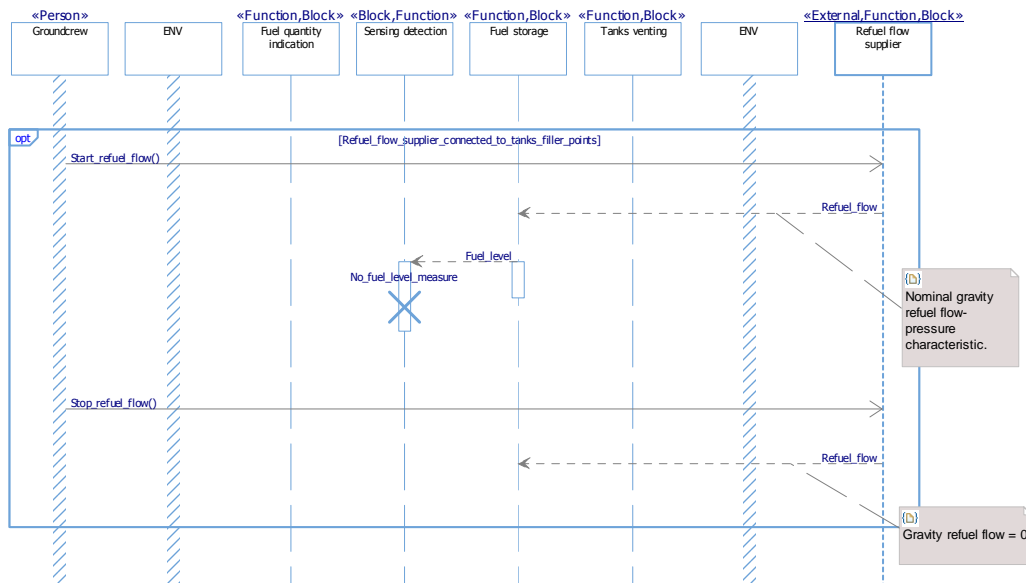 «Person»
«Function,Block»
«Block,Function»
«Function,Block»
«Function,Block»
«External,Function,Block»
Groundcrew
ENV
Fuel quantity
indication
Sensing detection
Fuel storage
Tanks venting
ENV
Refuel flow
supplier
opt
[Refuel_flow_supplier_connected_to_tanks_filler_points]
Start_refuel_flow()
Refuel_flow
Fuel_level
No_fuel_level_measure
Nominal gravity
refuel flow-
pressure
characteristic.
Stop_refuel_flow()
Refuel_flow
Gravity refuel flow = 0